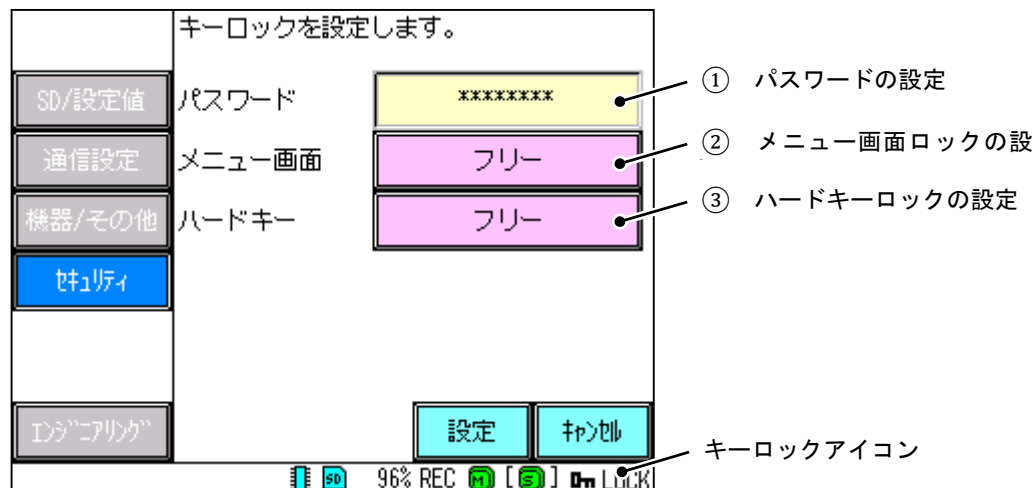 キーロックを設定します。
SD/設定値
パスワード
********
① パスワードの設定
通信設定
メニュー画面
フリー
② メニュー画面ロックの設
機器/その他
ハードキー
フリー
③ ハードキーロックの設定
ｾｷｭﾘﾃｨ
ｴﾝｼﾞﾆｱﾘﾝｸﾞ
設定
ｷｬﾝｾﾙ
キーロックアイコン
SD 96% REC M [S] LOCK